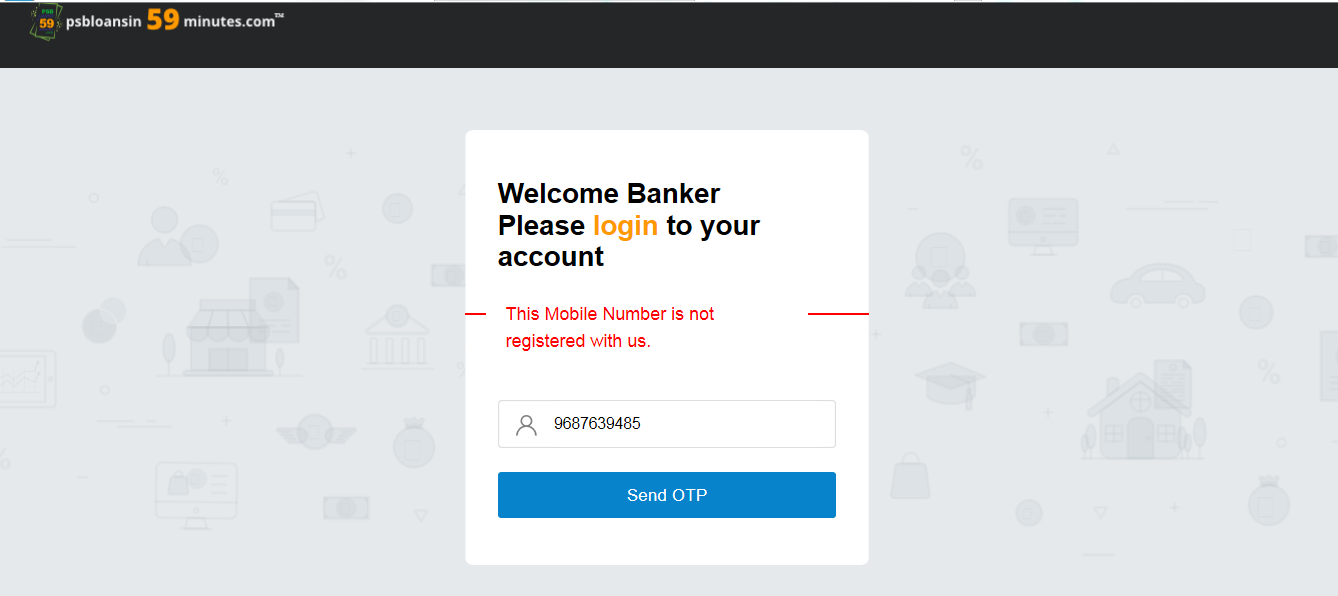 PSB
59
psbloansin 59 minutes.com™
Welcome Banker
Please login to your
account
This Mobile Number is not
registered with us.
9687639485
Send OTP